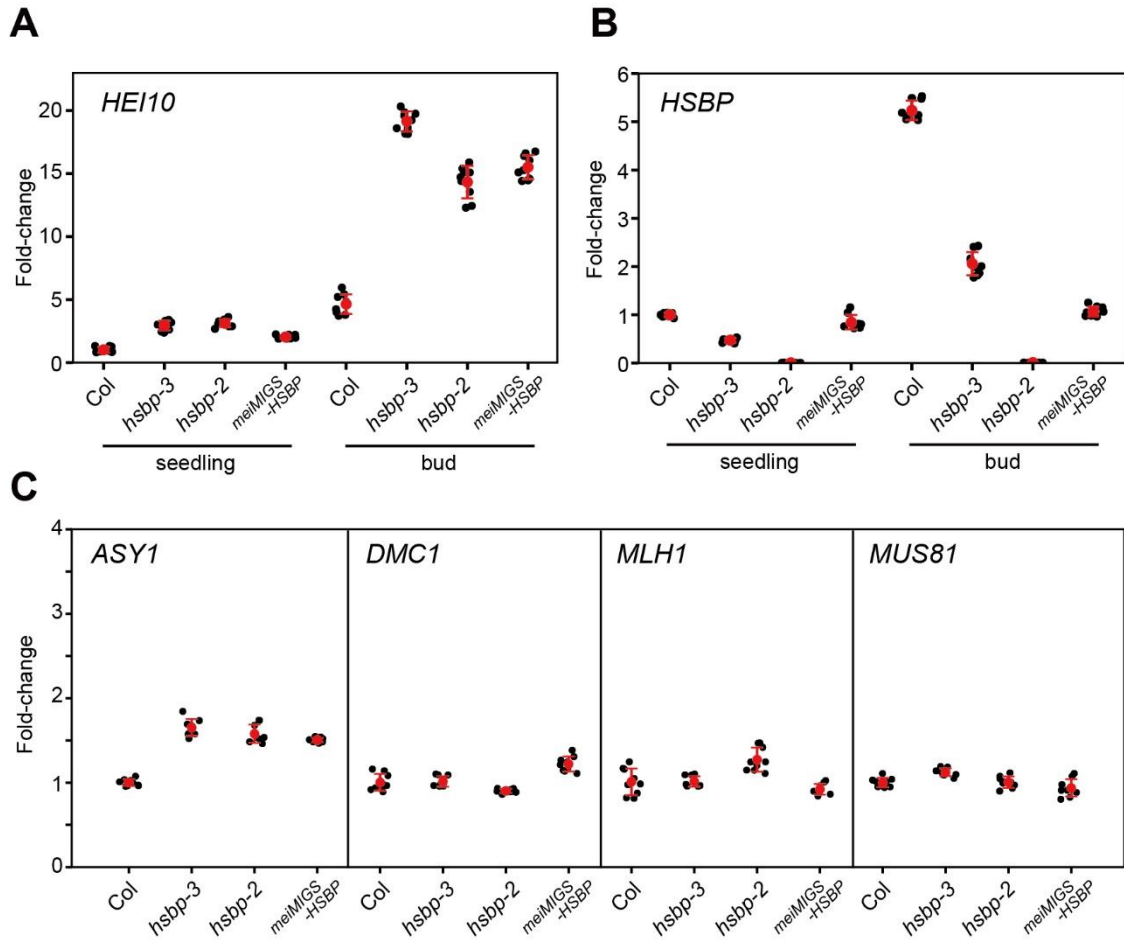 A
HEI10
Fold-change
20
15
10
5
0
Col
hsbp-3
hsbp-2
meiMIGS
-HSBP
Col
hsbp-3
hsbp-2
meiMIGS
-HSBP
seedling
bud
B
HSBP
Fold-change
6
5
4
3
2
1
0
Col
hsbp-3
hsbp-2
meiMIGS
-HSBP
Col
hsbp-3
hsbp-2
meiMIGS
-HSBP
seedling
bud
C
Fold-change
4
3
2
1
0
ASY1
DMC1
MLH1
MUS81
Col
hsbp-3
hsbp-2
meiMIGS
-HSBP
Col
hsbp-3
hsbp-2
meiMIGS
-HSBP
Col
hsbp-3
hsbp-2
meiMIGS
-HSBP
Col
hsbp-3
hsbp-2
meiMIGS
-HSBP